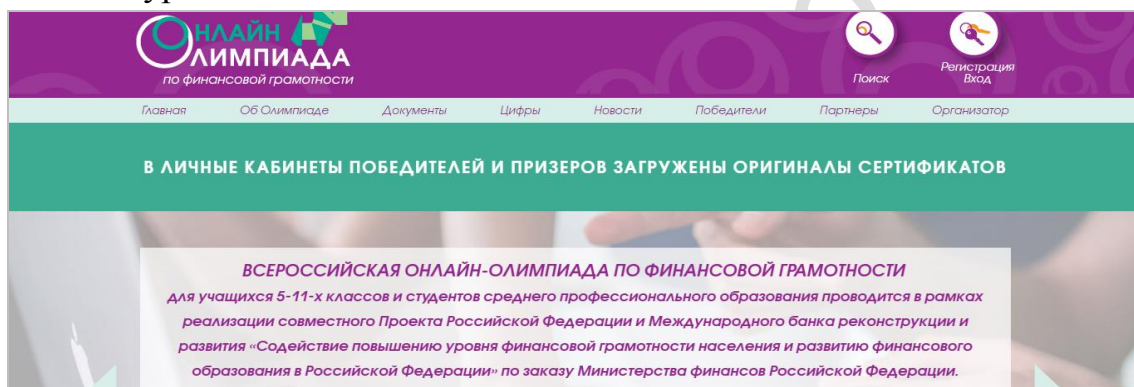 ОНЛАЙН
ОЛИМПИАДА
по финансовой грамотности
Поиск
Регистрация
Вход
Главная Об Олимпиаде Документы Цифры Новости Победители Партнеры Организатор
В ЛИЧНЫЕ КАБИНЕТЫ ПОБЕДИТЕЛЕЙ И ПРИЗЕРОВ ЗАГРУЖЕНЫ ОРИГИНАЛЫ СЕРТИФИКАТОВ
ВСЕРОССИЙСКАЯ ОНЛАЙН-ОЛИМПИАДА ПО ФИНАНСОВОЙ ГРАМОТНОСТИ
для учащихся 5-11-х классов и студентов среднего профессионального образования проводится в рамках
реализации совместного Проекта Российской Федерации и Международного банка реконструкции и
развития «Содействие повышению уровня финансовой грамотности населения и развитию финансового
образования в Российской Федерации» по заказу Министерства финансов Российской Федерации.